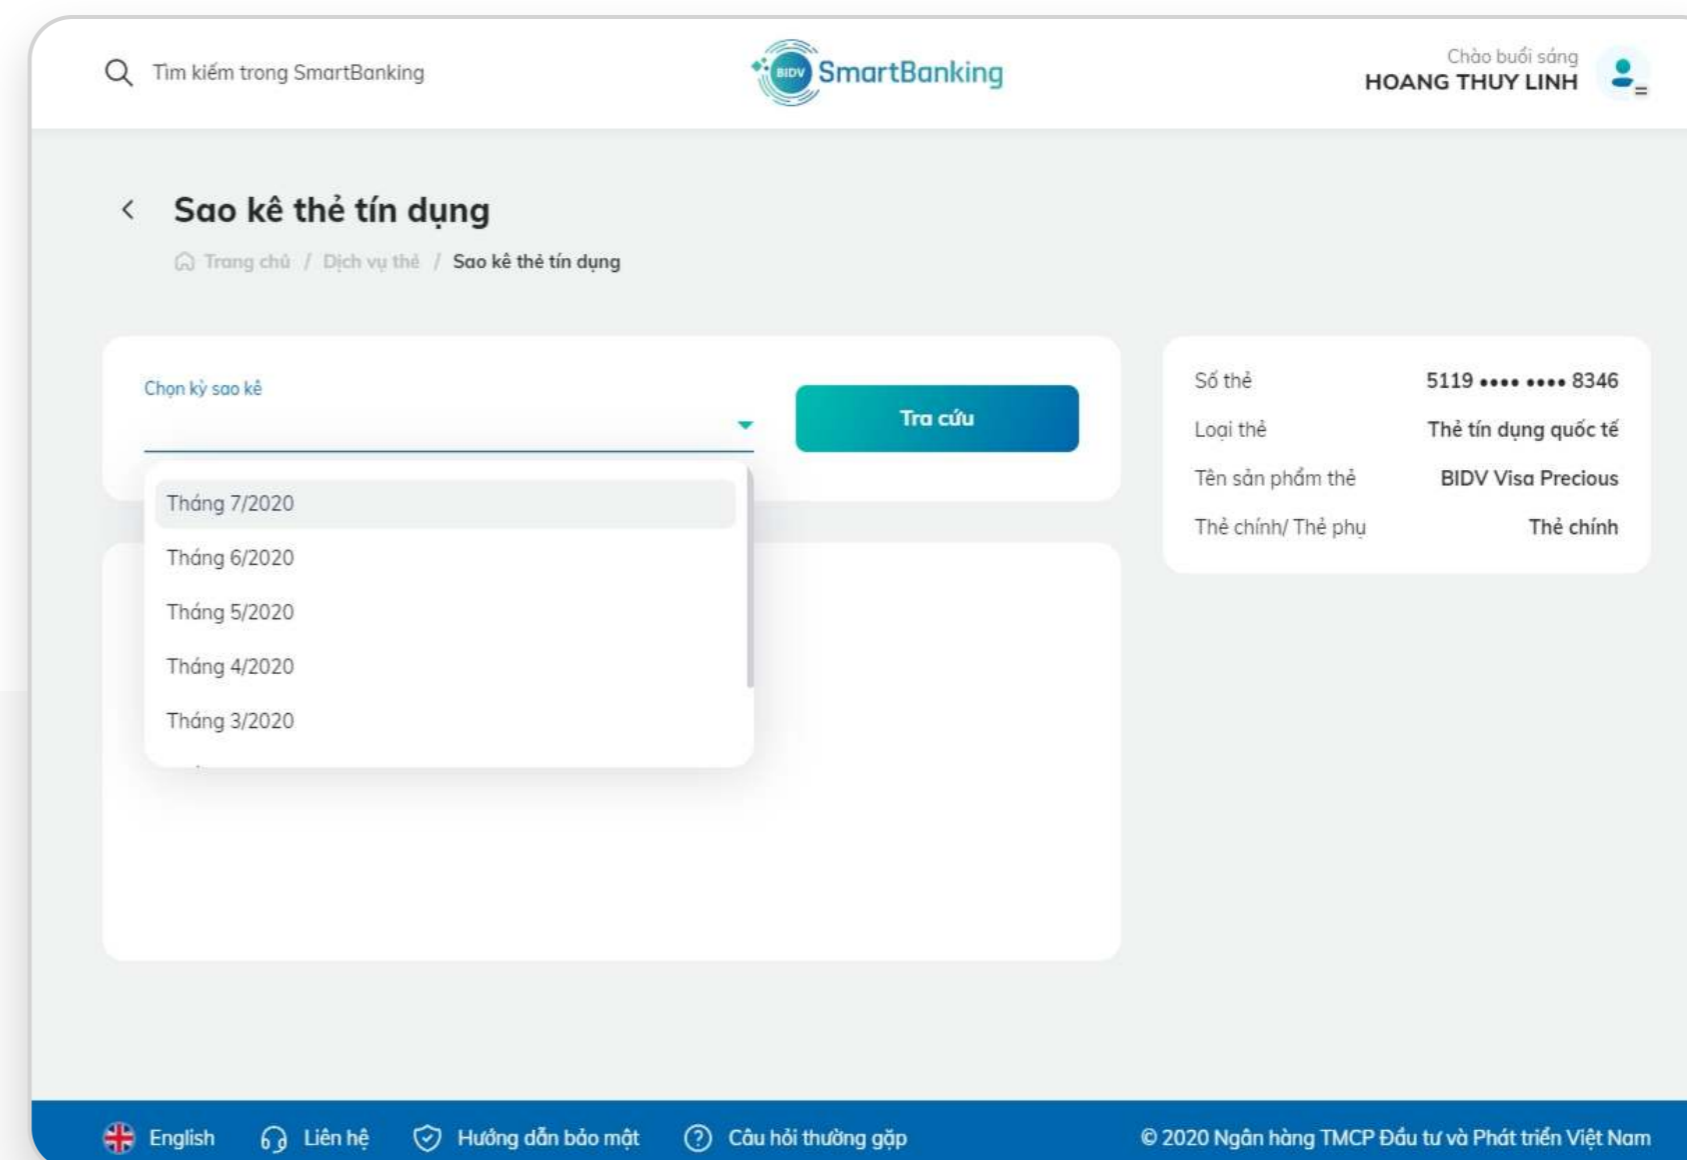 Tìm kiếm trong SmartBanking
BIDV SmartBanking
Chào buổi sáng
HOANG THUY LINH
Sao kê thẻ tín dụng
Trang chủ / Dịch vụ thẻ / Sao kê thẻ tín dụng
Chọn kỳ sao kê
Tra cứu
Tháng 7/2020
Tháng 6/2020
Tháng 5/2020
Tháng 4/2020
Tháng 3/2020
Số thẻ 5119 •••• •••• 8346
Loại thẻ Thẻ tín dụng quốc tế
Tên sản phẩm thẻ BIDV Visa Precious
Thẻ chính/ Thẻ phụ Thẻ chính
English Liên hệ Hướng dẫn bảo mật Câu hỏi thường gặp © 2020 Ngân hàng TMCP Đầu tư và Phát triển Việt Nam